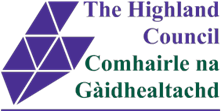 The Highland
Council
Comhairle na
Gàidhealtachd